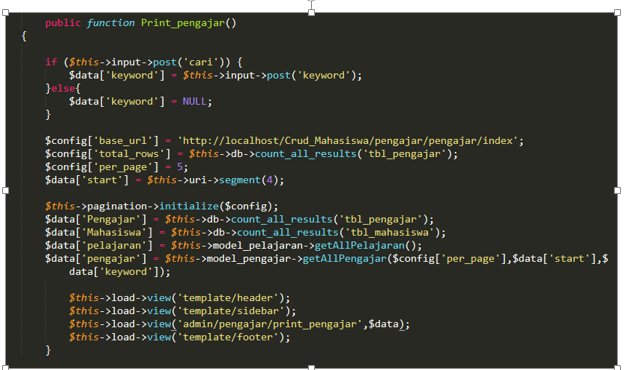 public function Print_pengajar()
{
if ($this->input->post('cari')) {
$data['keyword'] = $this->input->post('keyword');
}else{
$data['keyword'] = NULL;
}
$config['base_url'] = 'http://localhost/Crud_Mahasiswa/pengajar/pengajar/index';
$config['total_rows'] = $this->db->count_all_results('tbl_pengajar');
$config['per_page'] = 5;
$data['start'] = $this->uri->segment(4);
$this->pagination->initialize($config);
$data['Pengajar'] = $this->db->count_all_results('tbl_pengajar');
$data['Mahasiswa'] = $this->db->count_all_results('tbl_mahasiswa');
$data['pelajaran'] = $this->model_pelajaran->getAllPelajaran();
$data['pengajar'] = $this->model_pengajar->getAllPengajar($config['per_page'],$data['start'],$
data['keyword']);
$this->load->view('template/header');
$this->load->view('template/sidebar');
$this->load->view('admin/pengajar/print_pengajar',$data);
$this->load->view('template/footer');
}